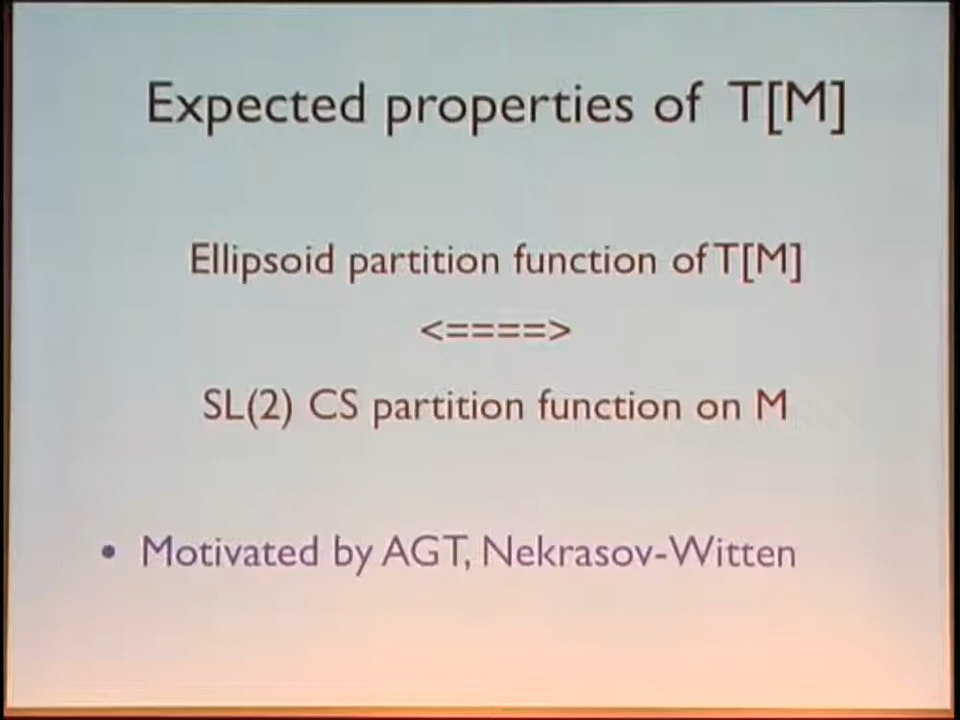 Expected properties of T[M]
Ellipsoid partition function of T[M]
<====>
SL(2) CS partition function on M
• Motivated by AGT, Nekrasov-Witten